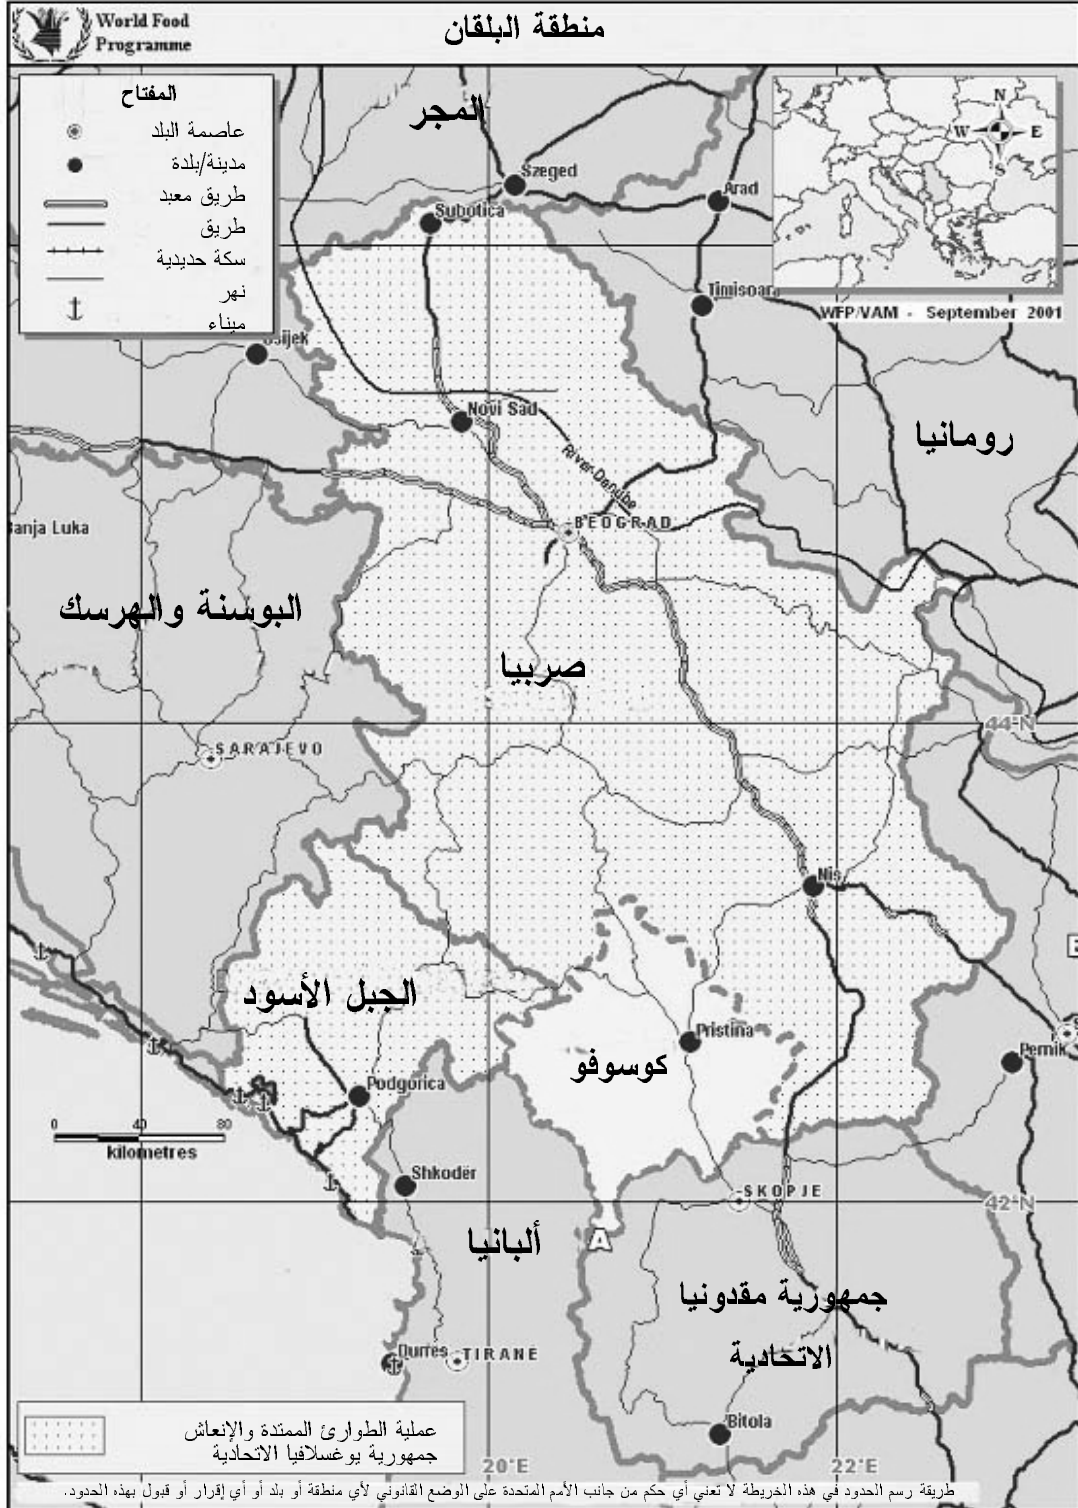 World Food
Programme
منطقة البلقان
المفتاح
عاصمة البلد
مدينة/بلدة
طريق معبد
طريق
سكة حديدية
نهر
ميناء
N
W
E
S
WFP/VAM - September 2001
المجر
Szeged
Arad
Subotica
Timisoara
Novi Sad
رومانيا
River Danube
BEOGRAD
Banja Luka
البوسنة والهرسك
صربيا
44°N
SARAJEVO
Nis
الجبل الأسود
Pristina
Pernik
كوسوفو
Podgorica
0 40 80
kilometres
Shkodër
SKOPJE
42°N
ألبانيا
A
جمهورية مقدونيا
الاتحادية
Durrës
TIRANË
Bitola
عملية الطوارئ الممتدة والإنعاش
جمهورية يوغسلافيا الاتحادية
20°E
22°E
طريقة رسم الحدود في هذه الخريطة لا تعني أي حكم من جانب الأمم المتحدة على الوضع القانوني لأي منطقة أو بلد أو أي إقرار أو قبول بهذه الحدود.